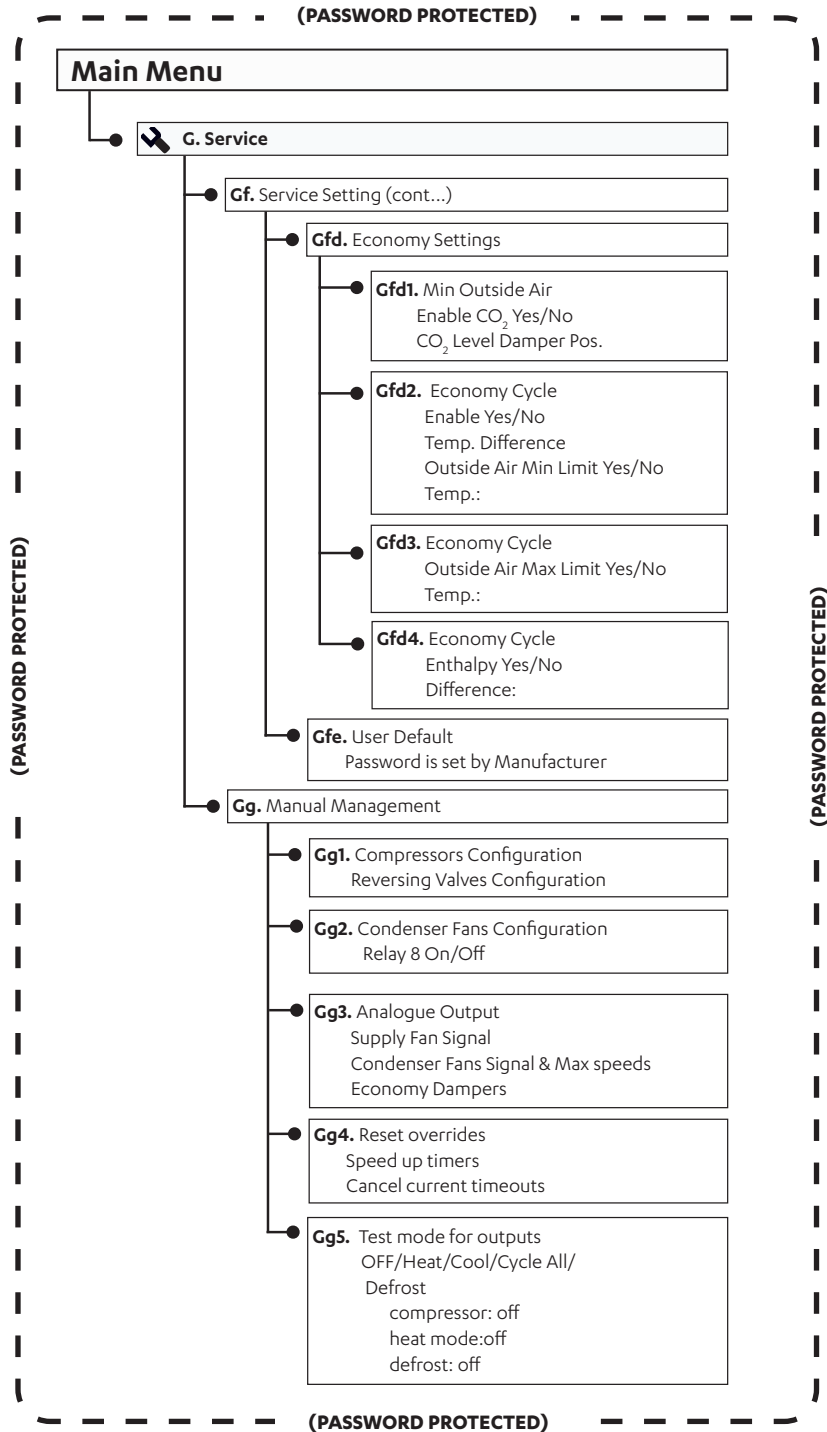 (PASSWORD PROTECTED)
Main Menu
G. Service
Gf. Service Setting (cont...)
Gfd. Economy Settings
Gfd1. Min Outside Air
Enable CO2 Yes/No
CO2 Level Damper Pos.
Gfd2. Economy Cycle
Enable Yes/No
Temp. Difference
Outside Air Min Limit Yes/No
Temp.:
Gfd3. Economy Cycle
Outside Air Max Limit Yes/No
Temp.:
Gfd4. Economy Cycle
Enthalpy Yes/No
Difference:
Gfe. User Default
Password is set by Manufacturer
Gg. Manual Management
Gg1. Compressors Configuration
Reversing Valves Configuration
Gg2. Condenser Fans Configuration
Relay 8 On/Off
Gg3. Analogue Output
Supply Fan Signal
Condenser Fans Signal & Max speeds
Economy Dampers
Gg4. Reset overrides
Speed up timers
Cancel current timeouts
Gg5. Test mode for outputs
OFF/Heat/Cool/Cycle All/
Defrost
compressor: off
heat mode:off
defrost: off
(PASSWORD PROTECTED)
(PASSWORD PROTECTED)
(PASSWORD PROTECTED)